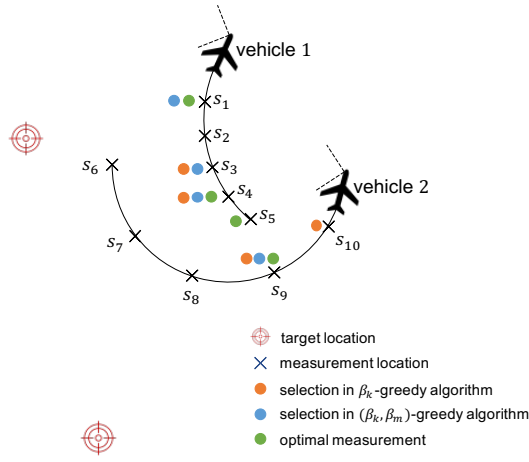 vehicle 1
s₁
s₂
s₃
s₆
s₄
vehicle 2
s₅
s₇
s₁₀
s₈
s₉
target location
measurement location
selection in βₖ-greedy algorithm
selection in (βₖ, βₘ)-greedy algorithm
optimal measurement